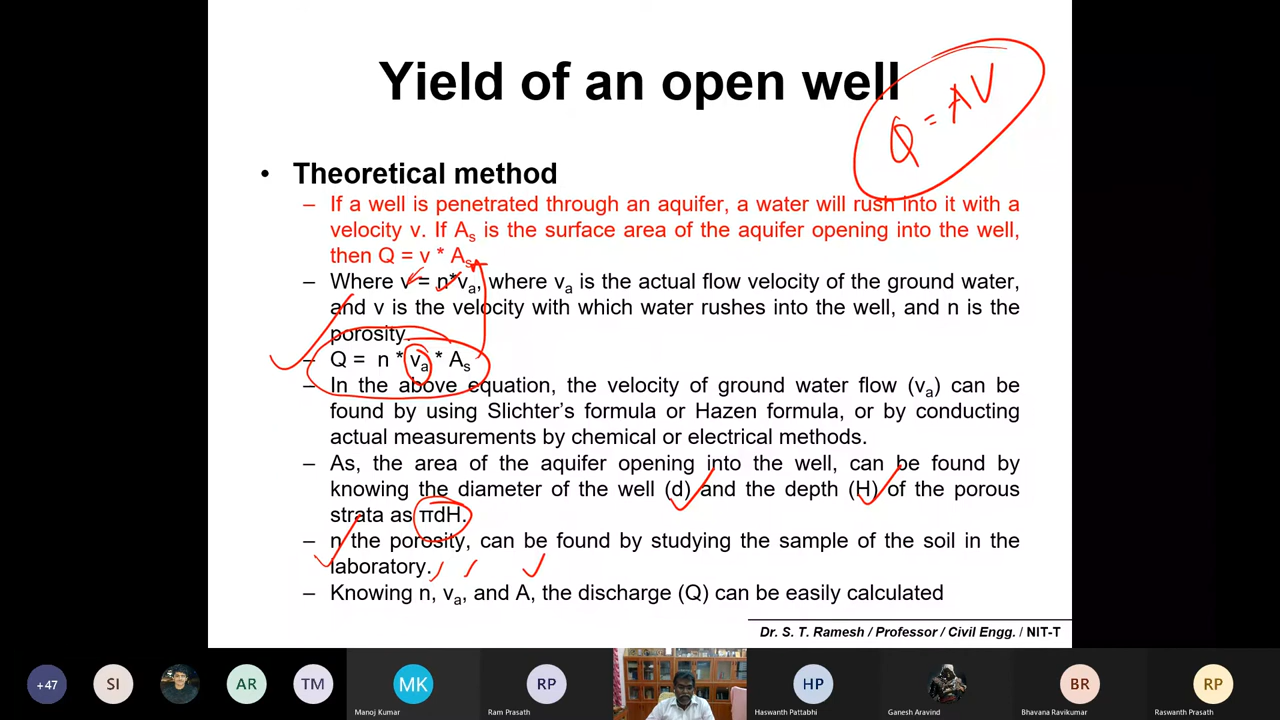 Yield of an open well
Q = AV
• Theoretical method
– If a well is penetrated through an aquifer, a water will rush into it with a
velocity v. If As is the surface area of the aquifer opening into the well,
then Q = v * As
– Where v = n*va, where va is the actual flow velocity of the ground water,
and v is the velocity with which water rushes into the well, and n is the
porosity.
– Q = n * va * As
– In the above equation, the velocity of ground water flow (va) can be
found by using Slichter's formula or Hazen formula, or by conducting
actual measurements by chemical or electrical methods.
– As, the area of the aquifer opening into the well, can be found by
knowing the diameter of the well (d) and the depth (H) of the porous
strata as πdH.
– n the porosity, can be found by studying the sample of the soil in the
laboratory.
– Knowing n, va, and A, the discharge (Q) can be easily calculated
Dr. S. T. Ramesh / Professor / Civil Engg. / NIT-T
+47 SI AR TM MK RP HP BR RP
Manoj Kumar Ram Prasath Haswanth Pattabhi Ganesh Aravind Bhavana Ravikumar Raswanth Prasath